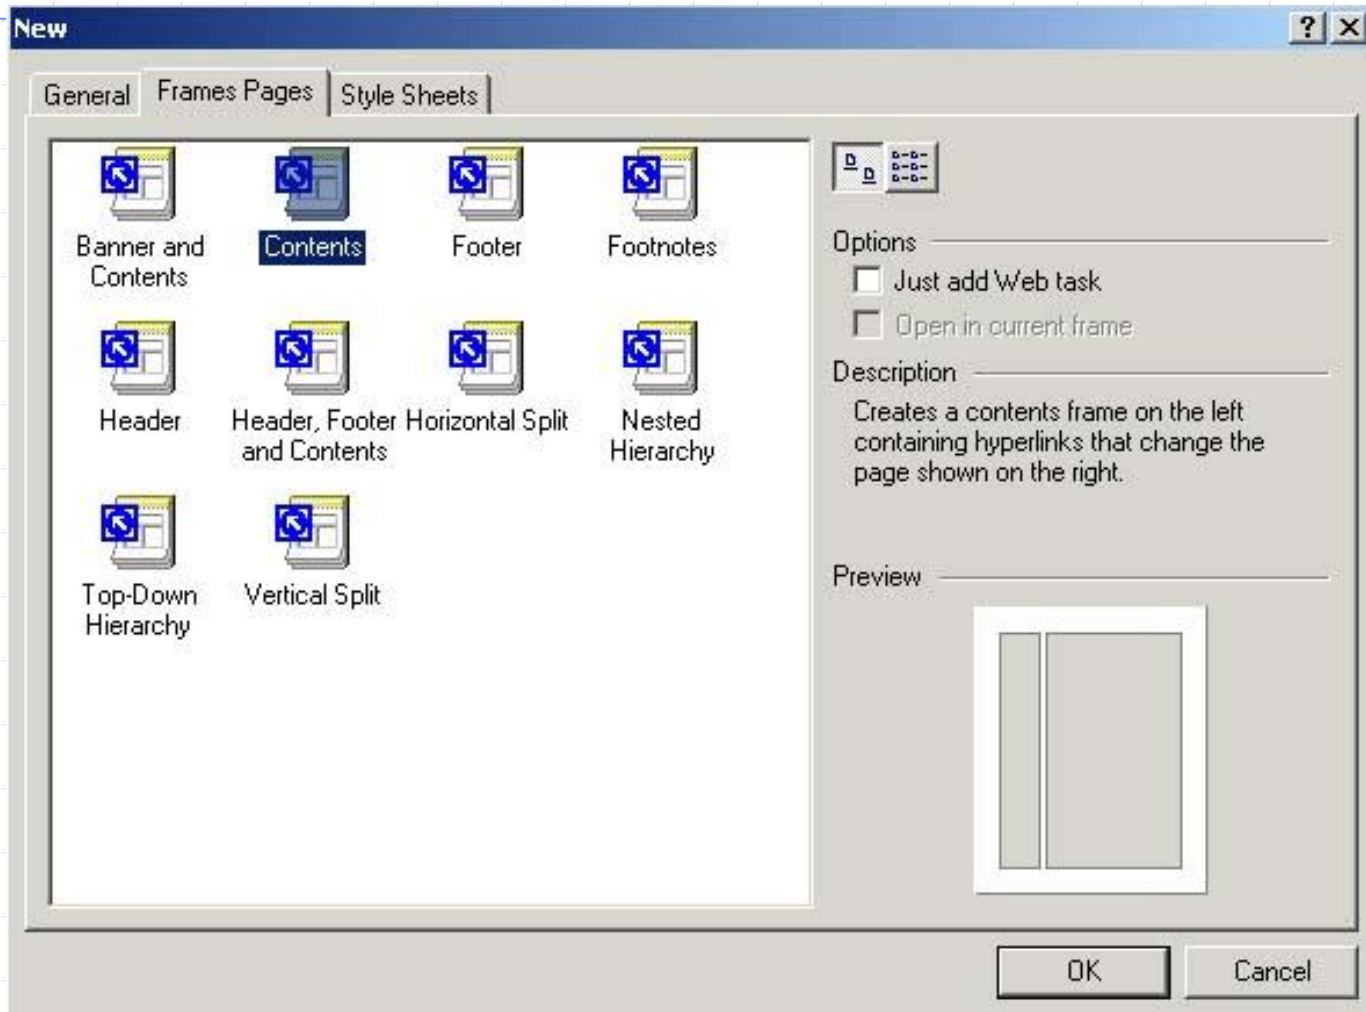 New
General Frames Pages Style Sheets
Banner and
Contents
Contents
Footer
Footnotes
Header
Header, Footer
and Contents
Horizontal Split
Nested
Hierarchy
Top-Down
Hierarchy
Vertical Split
Options
Just add Web task
Open in current frame
Description
Creates a contents frame on the left
containing hyperlinks that change the
page shown on the right.
Preview
OK Cancel